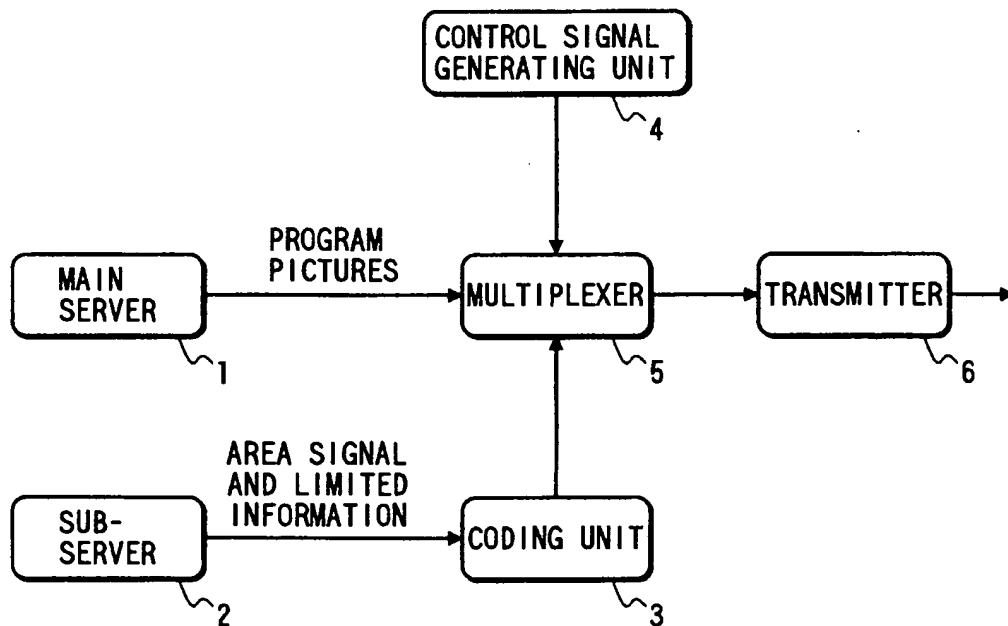 CONTROL SIGNAL
GENERATING UNIT
4
PROGRAM
PICTURES
MAIN
SERVER
1
MULTIPLEXER
5
TRANSMITTER
6
AREA SIGNAL
AND LIMITED
INFORMATION
SUB-
SERVER
2
CODING UNIT
3